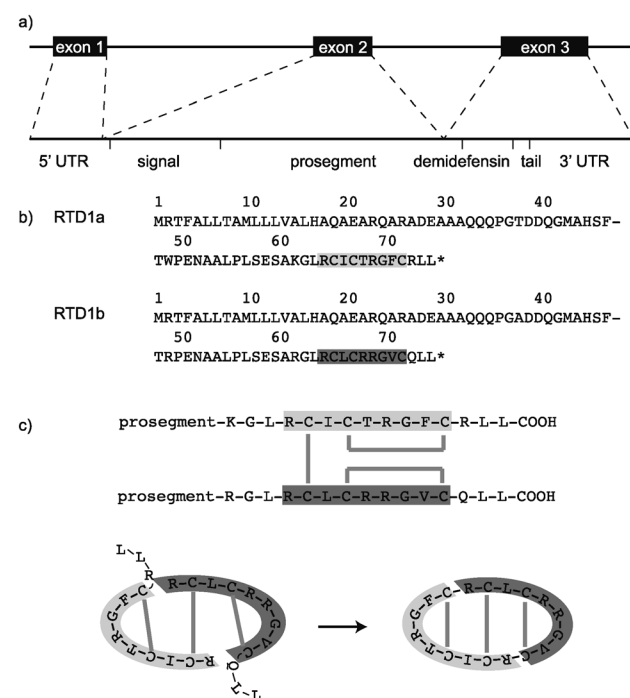 a)
exon 1 exon 2 exon 3
5' UTR signal prosegment demidefensin tail 3' UTR
b)
1 10 20 30 40
RTD1a MRTFALLTAMLLLVALHAQAEARQARADEAAAQQQPGTDDQGMAHSF–
50 60 70
TWPENAALPLSESAKGLRCICTRGFCRLL*
1 10 20 30 40
RTD1b MRTFALLTAMLLLVALHAQAEARQARADEAAAQQQPGADDQGMAHSF–
50 60 70
TRPENAALPLSESARGLRCLCRRGVCQLL*
c)
prosegment-K-G-L-R-C-I-C-T-R-G-F-C-R-L-L-COOH
prosegment-R-G-L-R-C-L-C-R-R-G-V-C-Q-L-L-COOH
R-C-L-C-R-R-G-V-C-Q-L-L
R-C-I-C-T-R-G-F-C-R-L-L
R-C-L-C-R-R-G-V-C
R-C-I-C-T-R-G-F-C